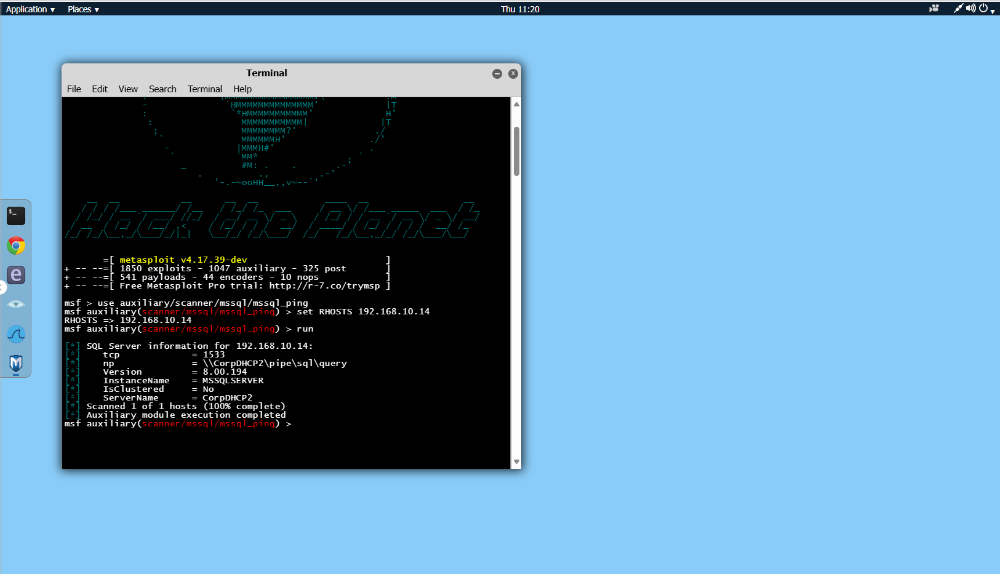 Application ▾ Places ▾ Thu 11:20
Terminal
File Edit View Search Terminal Help
Hack the Planet
=[ metasploit v4.17.39-dev ]
+ -- --=[ 1850 exploits - 1047 auxiliary - 325 post ]
+ -- --=[ 541 payloads - 44 encoders - 10 nops ]
+ -- --=[ Free Metasploit Pro trial: http://r-7.co/trymsp ]
msf > use auxiliary/scanner/mssql/mssql_ping
msf auxiliary(scanner/mssql/mssql_ping) > set RHOSTS 192.168.10.14
RHOSTS => 192.168.10.14
msf auxiliary(scanner/mssql/mssql_ping) > run
[*] SQL Server information for 192.168.10.14:
[*] tcp = 1533
[*] np = \\CorpDHCP2\pipe\sql\query
[*] Version = 8.00.194
[*] InstanceName = MSSQLSERVER
[*] IsClustered = No
[*] ServerName = CorpDHCP2
[*] Scanned 1 of 1 hosts (100% complete)
[*] Auxiliary module execution completed
msf auxiliary(scanner/mssql/mssql_ping) >